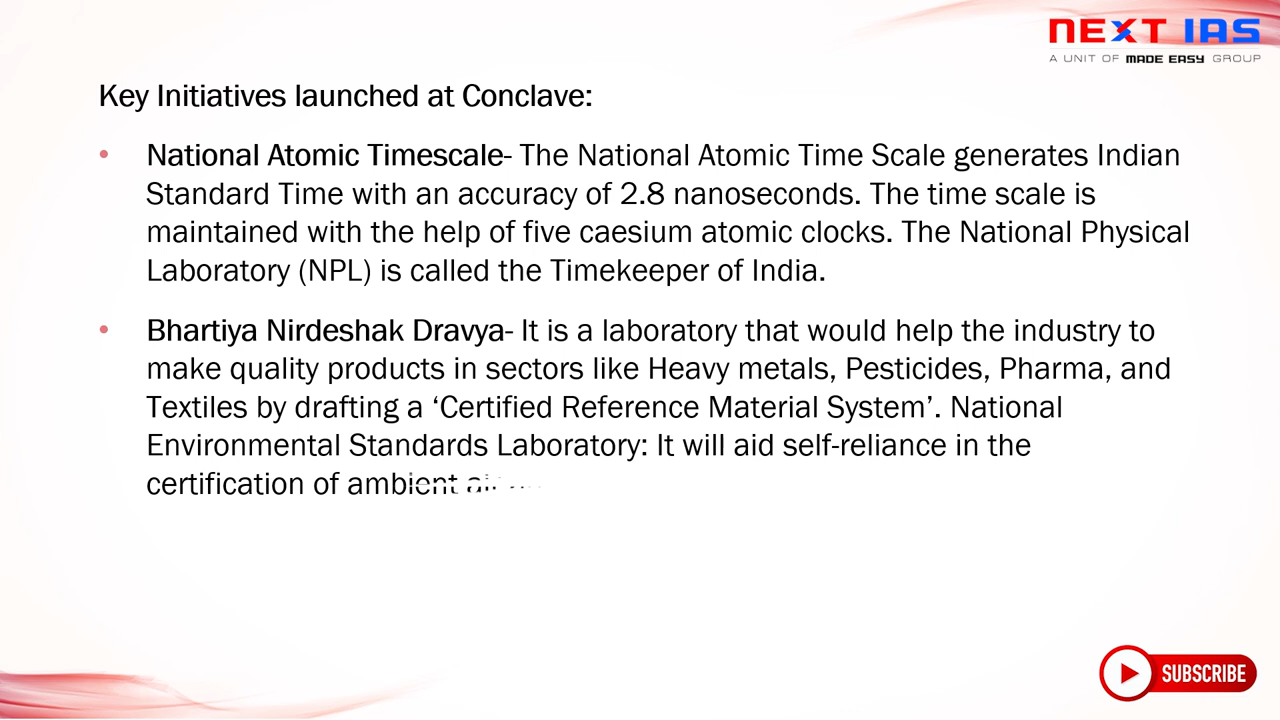 NEXT IAS
A UNIT OF MADE EASY GROUP
Key Initiatives launched at Conclave:
• National Atomic Timescale- The National Atomic Time Scale generates Indian
Standard Time with an accuracy of 2.8 nanoseconds. The time scale is
maintained with the help of five caesium atomic clocks. The National Physical
Laboratory (NPL) is called the Timekeeper of India.
• Bhartiya Nirdeshak Dravya- It is a laboratory that would help the industry to
make quality products in sectors like Heavy metals, Pesticides, Pharma, and
Textiles by drafting a ‘Certified Reference Material System’. National
Environmental Standards Laboratory: It will aid self-reliance in the
certification of ambient
SUBSCRIBE